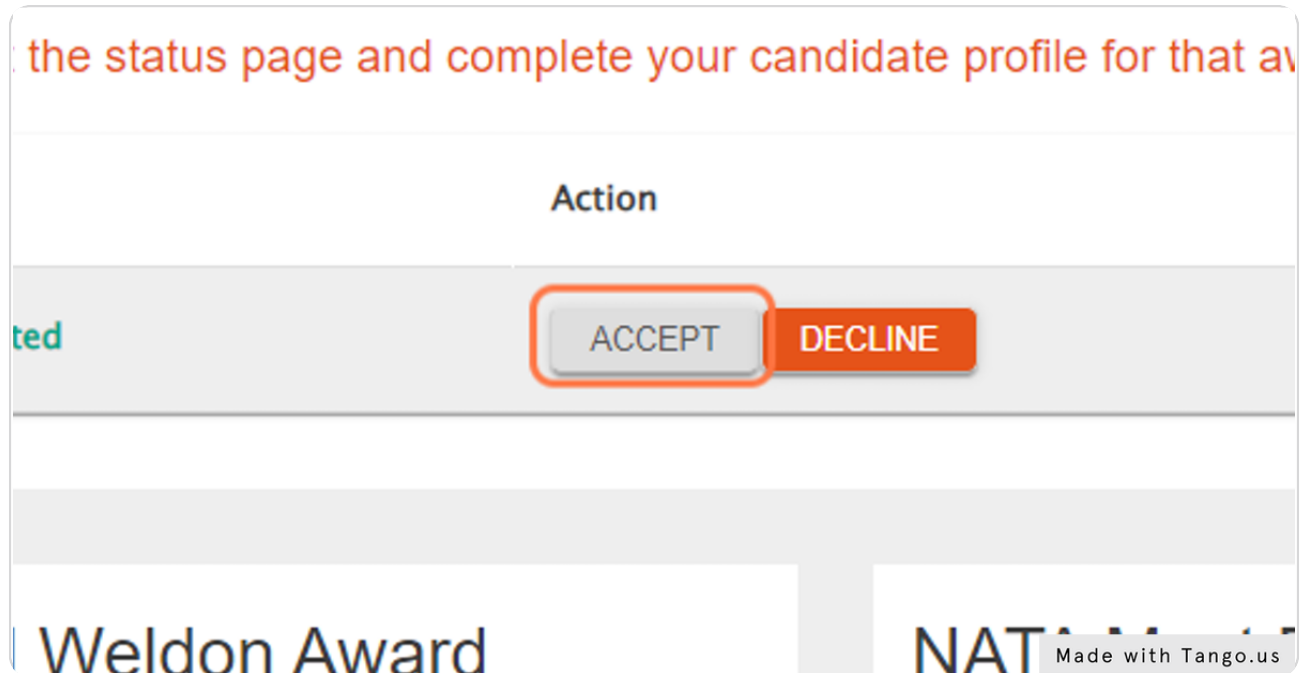 the status page and complete your candidate profile for that
Action
ted
ACCEPT DECLINE
Weldon Award
NATA
Made with Tango.us